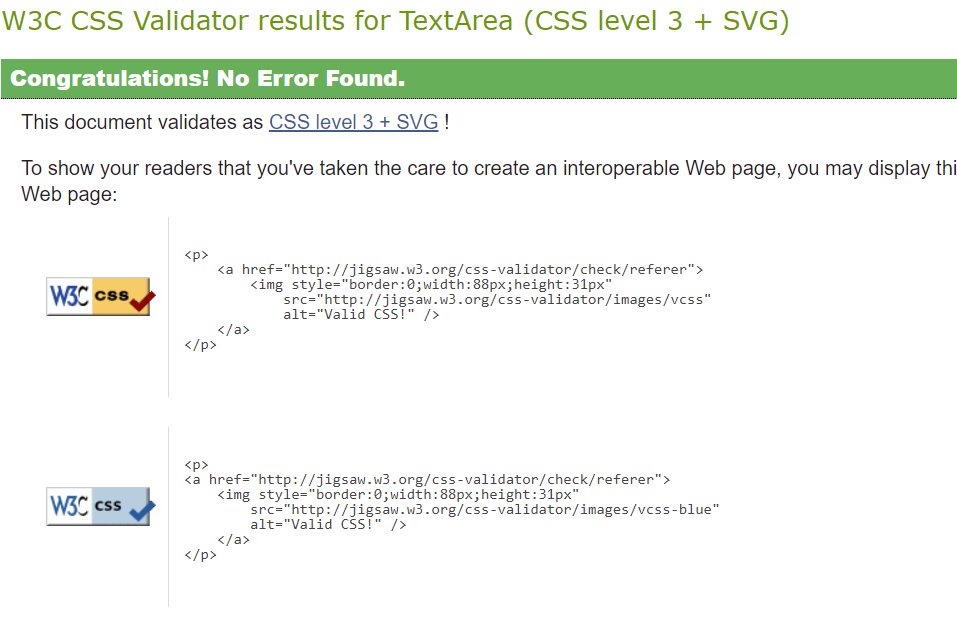 W3C CSS Validator results for TextArea (CSS level 3 + SVG)
Congratulations! No Error Found.
This document validates as CSS level 3 + SVG !
To show your readers that you've taken the care to create an interoperable Web page, you may display thi
Web page:
W3C css
<p>
<a href="http://jigsaw.w3.org/css-validator/check/referer">
<img style="border:0;width:88px;height:31px"
src="http://jigsaw.w3.org/css-validator/images/vcss"
alt="Valid CSS!" />
</a>
</p>
W3C css
<p>
<a href="http://jigsaw.w3.org/css-validator/check/referer">
<img style="border:0;width:88px;height:31px"
src="http://jigsaw.w3.org/css-validator/images/vcss-blue"
alt="Valid CSS!" />
</a>
</p>